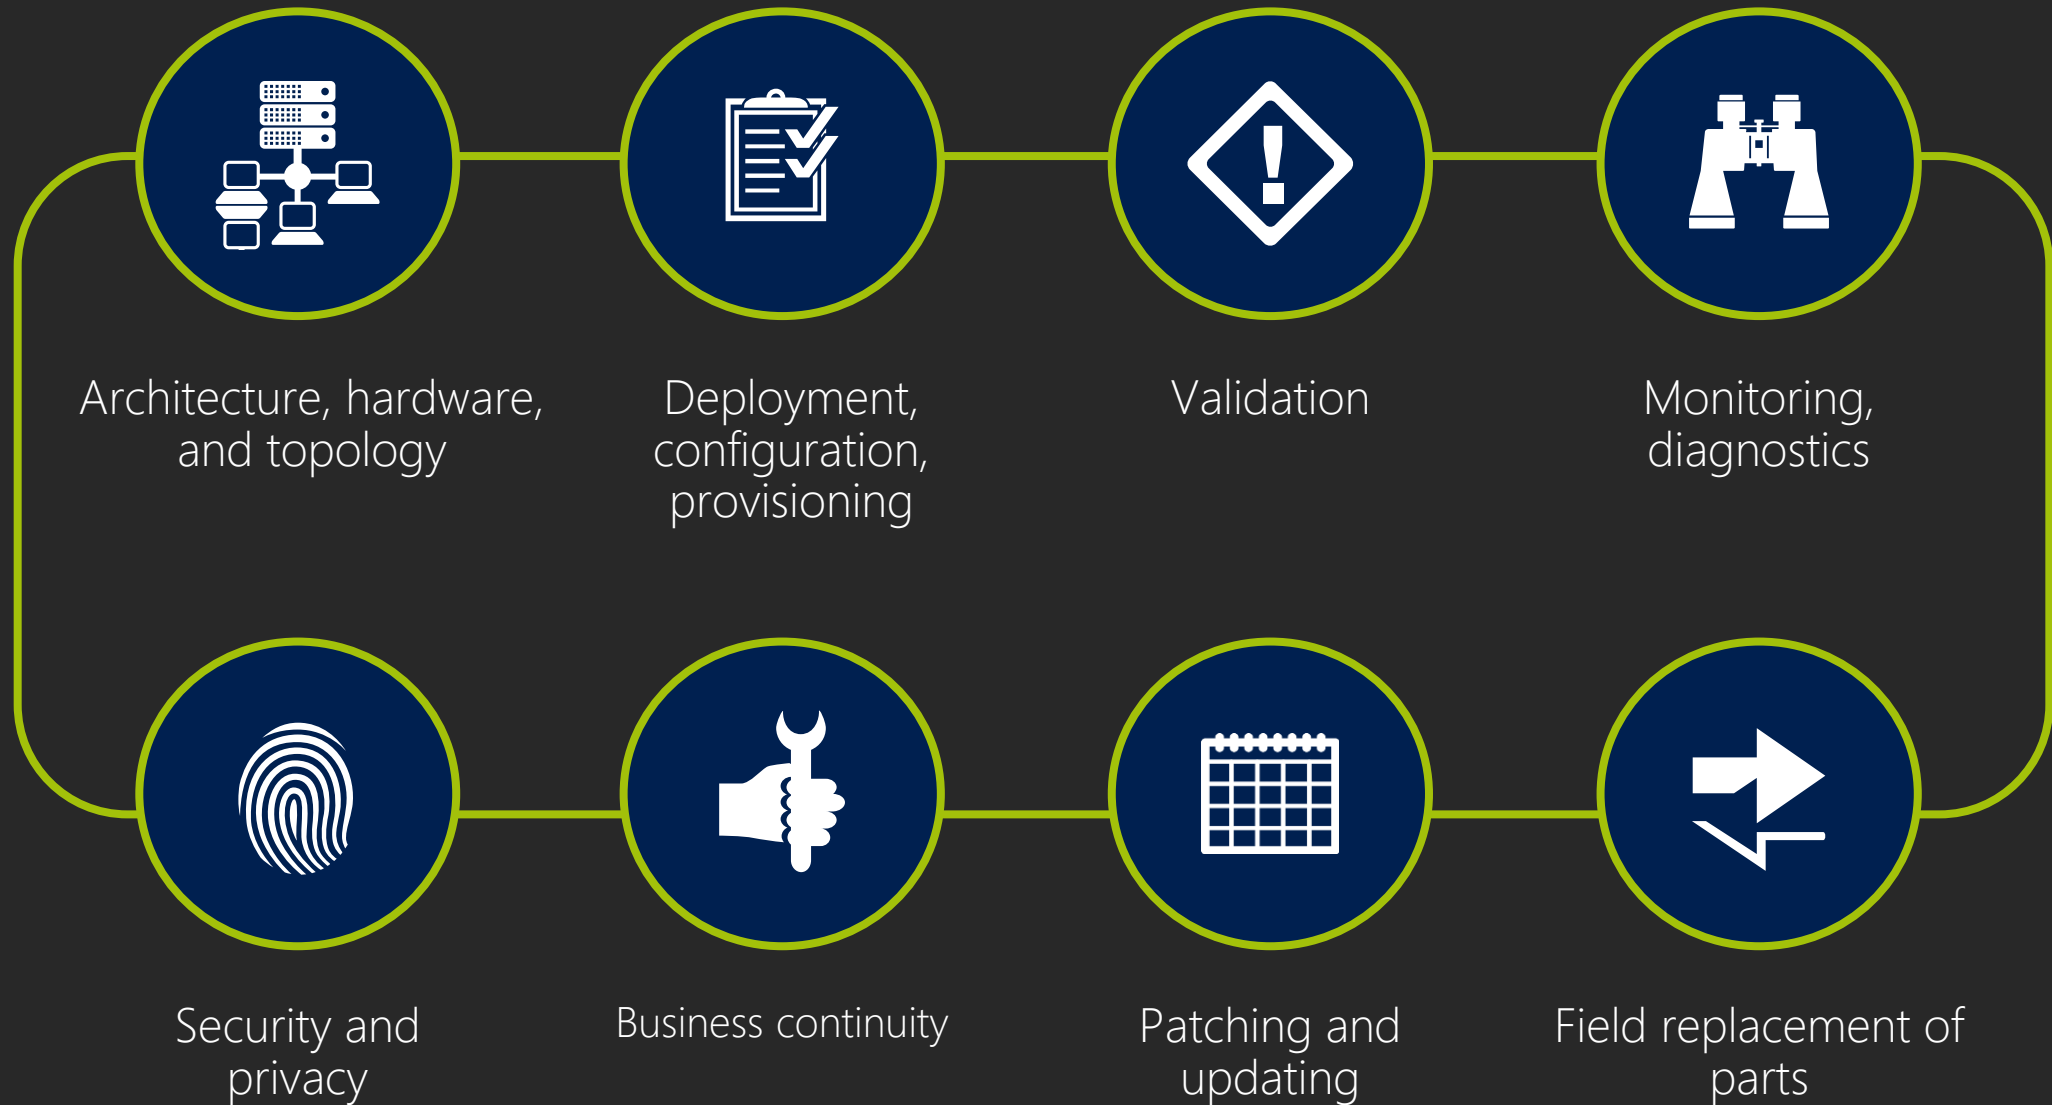 Architecture, hardware,
and topology
Deployment,
configuration,
provisioning
Validation
Monitoring,
diagnostics
Security and
privacy
Business continuity
Patching and
updating
Field replacement of
parts